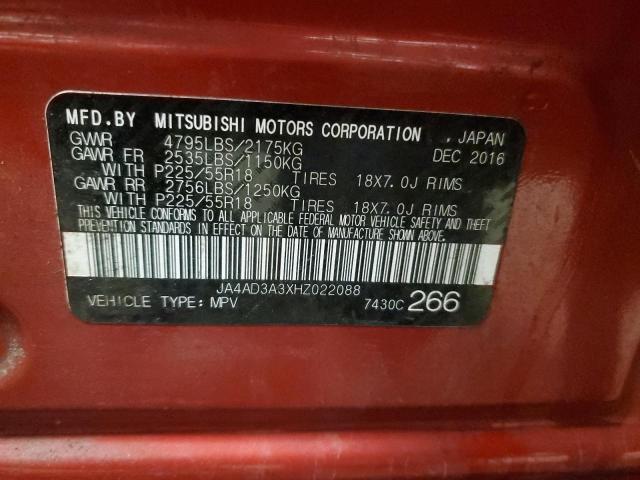 MFD.BY MITSUBISHI MOTORS CORPORATION , JAPAN
GWR 4795LBS/2175KG DEC 2016
GAWR FR 2535LBS/1150KG
WITH P225/55R18 TIRES 18X7.0J RIMS
GAWR RR 2756LBS/1250KG
WITH P225/55R18 TIRES 18X7.0J RIMS
THIS VEHICLE CONFORMS TO ALL APPLICABLE FEDERAL MOTOR VEHICLE SAFETY AND THEFT
PREVENTION STANDARDS IN EFFECT ON THE DATE OF MANUFACTURE SHOWN ABOVE.
JA4AD3A3XHZ022088
VEHICLE TYPE: MPV 7430C 266